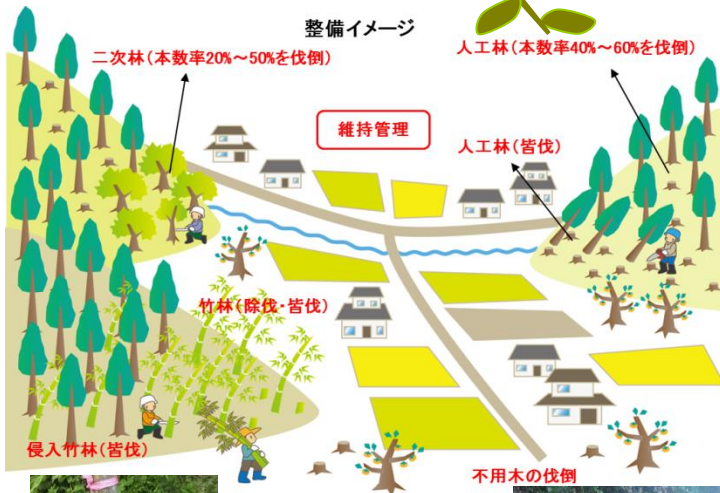 整備イメージ
二次林(本数率20%~50%を伐倒)
人工林(本数率40%~60%を伐倒)
維持管理
人工林(皆伐)
竹林(除伐・皆伐)
侵入竹林(皆伐)
不用木の伐倒